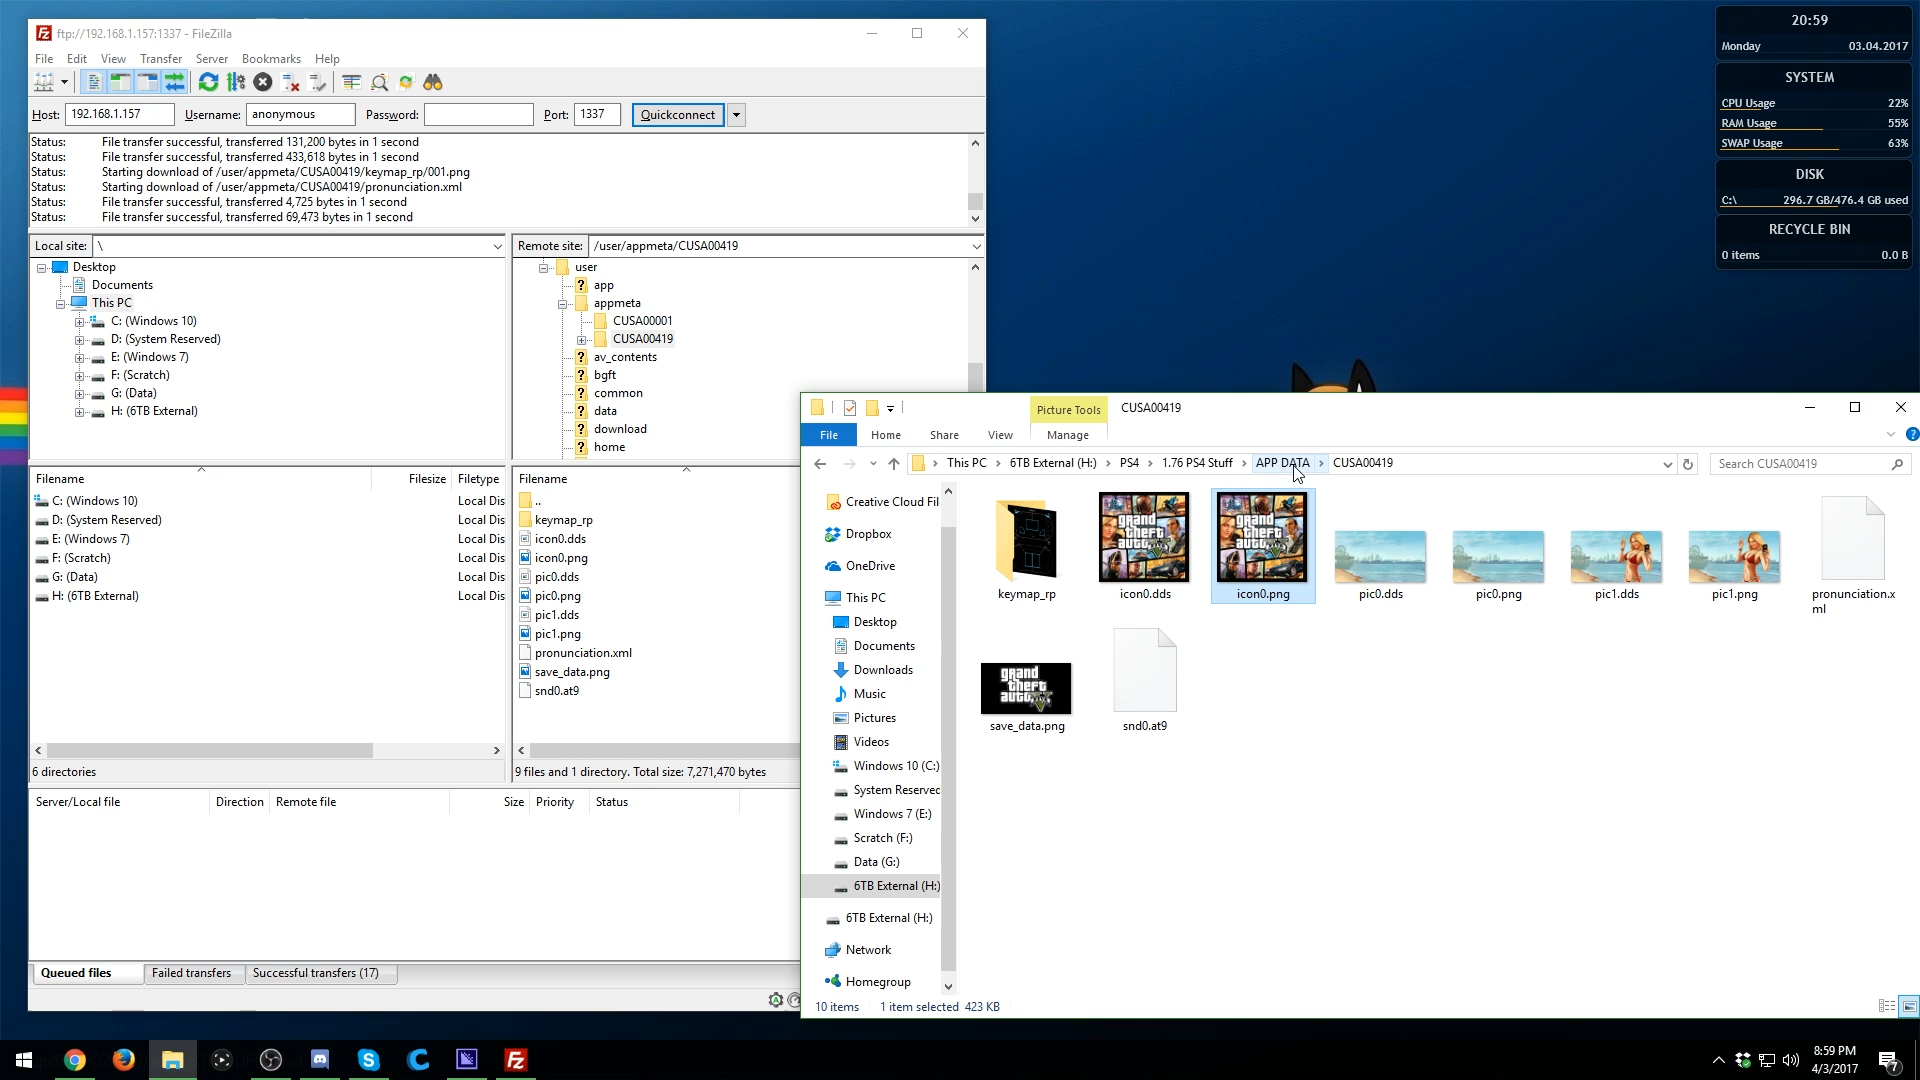 ftp://192.168.1.157:1337 - FileZilla
File Edit View Transfer Server Bookmarks Help
Host: 192.168.1.157 Username: anonymous Password: Port: 1337 Quickconnect
Status: File transfer successful, transferred 131,200 bytes in 1 second
Status: File transfer successful, transferred 433,618 bytes in 1 second
Status: Starting download of /user/appmeta/CUSA00419/keymap_rp/001.png
Status: Starting download of /user/appmeta/CUSA00419/pronunciation.xml
Status: File transfer successful, transferred 4,725 bytes in 1 second
Status: File transfer successful, transferred 69,473 bytes in 1 second
Local site: \
Desktop
Documents
This PC
C: (Windows 10)
D: (System Reserved)
E: (Windows 7)
F: (Scratch)
G: (Data)
H: (6TB External)
Remote site: /user/appmeta/CUSA00419
user
app
appmeta
CUSA00001
CUSA00419
av_contents
bgft
common
data
download
home
Filename Filesize Filetype
C: (Windows 10) Local Dis
D: (System Reserved) Local Dis
E: (Windows 7) Local Dis
F: (Scratch) Local Dis
G: (Data) Local Dis
H: (6TB External) Local Dis
6 directories
Filename
..
keymap_rp
icon0.dds
icon0.png
pic0.dds
pic0.png
pic1.dds
pic1.png
pronunciation.xml
save_data.png
snd0.at9
9 files and 1 directory. Total size: 7,271,470 bytes
Server/Local file Direction Remote file Size Priority Status
Queued files Failed transfers Successful transfers (17)
20:59
Monday 03.04.2017
SYSTEM
CPU Usage 22%
RAM Usage 55%
SWAP Usage 63%
DISK
C:\ 296.7 GB/476.4 GB used
RECYCLE BIN
0 items 0.0 B
Picture Tools CUSA00419
File Home Share View Manage
This PC 6TB External (H:) PS4 1.76 PS4 Stuff APP DATA CUSA00419 Search CUSA00419
Creative Cloud Fil
Dropbox
OneDrive
This PC
Desktop
Documents
Downloads
Music
Pictures
Videos
Windows 10 (C:)
System Reserved
Windows 7 (E:)
Scratch (F:)
Data (G:)
6TB External (H:)
6TB External (H:)
Network
Homegroup
grand
theft
auto
V
grand
theft
auto
V
keymap_rp icon0.dds icon0.png pic0.dds pic0.png pic1.dds pic1.png pronunciation.x
ml
grand
theft
auto
V
save_data.png snd0.at9
10 items 1 item selected 423 KB
8:59 PM
4/3/2017
7